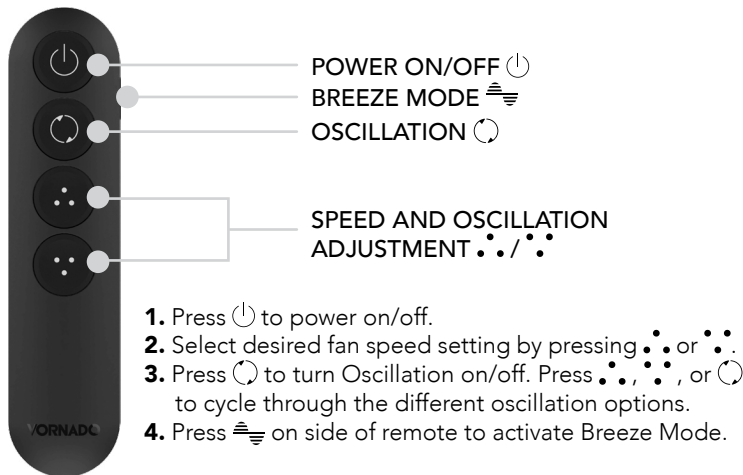 POWER ON/OFF
BREEZE MODE
OSCILLATION
SPEED AND OSCILLATION
ADJUSTMENT /
1. Press to power on/off.
2. Select desired fan speed setting by pressing or .
3. Press to turn Oscillation on/off. Press , , or
to cycle through the different oscillation options.
4. Press on side of remote to activate Breeze Mode.
VORNADO